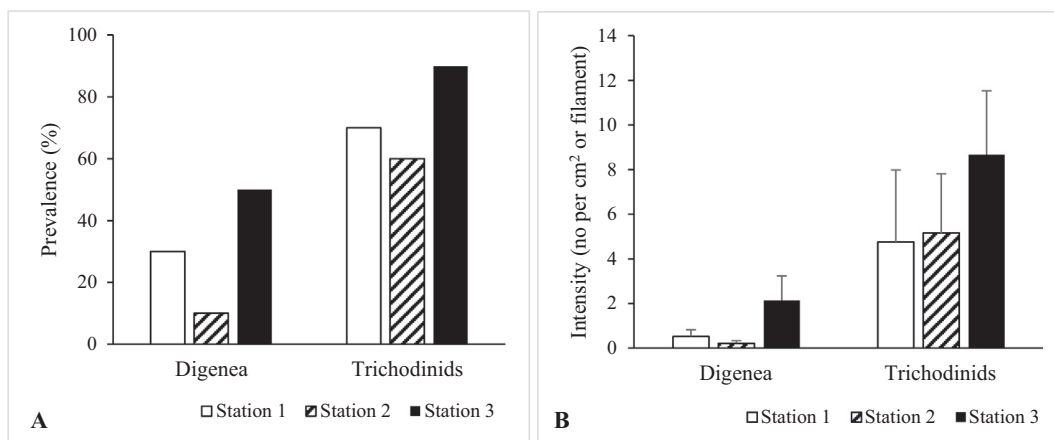 100
80
60
40
20
0
Prevalence (%)
Digenea Trichodinids
Station 1 Station 2 Station 3
A
14
12
10
8
6
4
2
0
Intensity (no per cm² or filament)
Digenea Trichodinids
Station 1 Station 2 Station 3
B